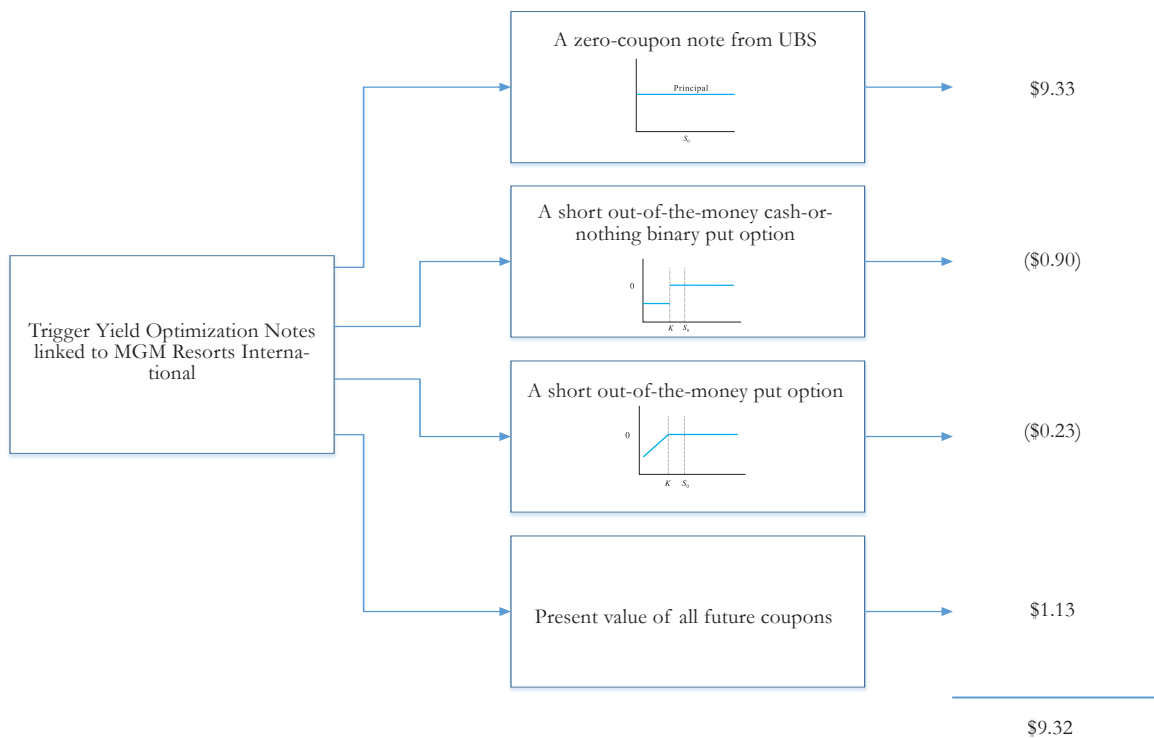 A zero-coupon note from UBS
Principal
S0
$9.33
A short out-of-the-money cash-or-
nothing binary put option
0
K S0
($0.90)
Trigger Yield Optimization Notes
linked to MGM Resorts Interna-
tional
A short out-of-the-money put option
0
K S0
($0.23)
Present value of all future coupons
$1.13
$9.32